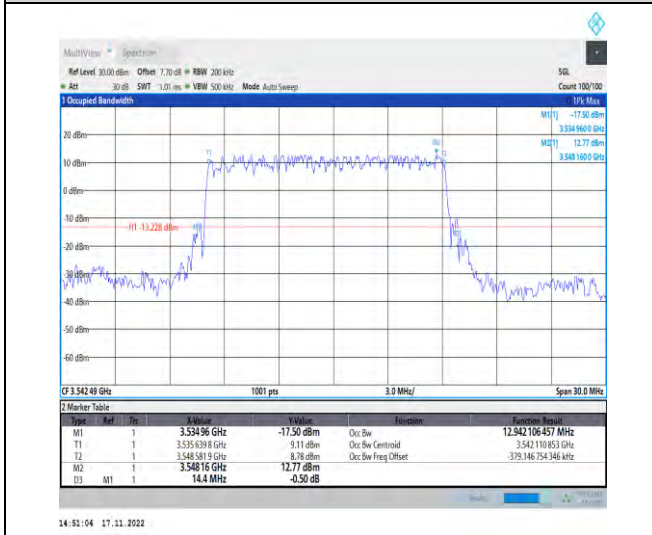 MultiView Spectrum
Ref Level 30.00 dBm Offset 7.70 dB RBW 200 kHz SGL
Att 30 dB SWT 1.01 ms VBW 500 kHz Mode Auto Sweep Count 100/100
1 Occupied Bandwidth 1Pk Max
M1[1] -17.50 dBm
3.534 960 0 GHz
M2[1] 12.77 dBm
3.548 160 0 GHz
20 dBm
M2
T1
10 dBm
0 dBm
-10 dBm
H1 -13.228 dBm
-20 dBm
-30 dBm
-40 dBm
-50 dBm
-60 dBm
CF 3.542 49 GHz 1001 pts 3.0 MHz/ Span 30.0 MHz
2 Marker Table
Type Ref Trc X-Value Y-Value Function Function Result
M1 1 3.534 96 GHz -17.50 dBm Occ Bw 12.942 106 457 MHz
T1 1 3.535 639 8 GHz 9.11 dBm Occ Bw Centroid 3.542 110 853 GHz
T2 1 3.548 581 9 GHz 8.78 dBm Occ Bw Freq Offset -379.146 754 346 kHz
M2 1 3.548 16 GHz 12.77 dBm
D3 M1 1 14.4 MHz -0.50 dB
14:51:04 17.11.2022